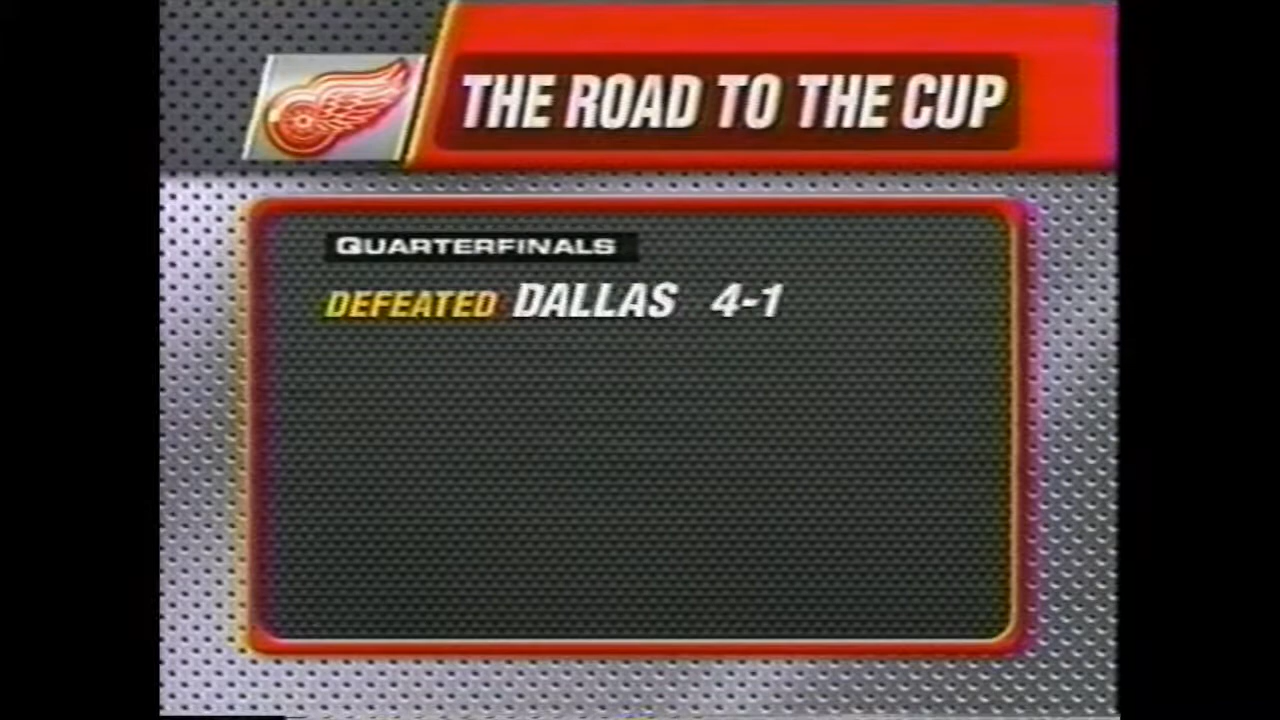 THE ROAD TO THE CUP
QUARTERFINALS
DEFEATED DALLAS 4-1